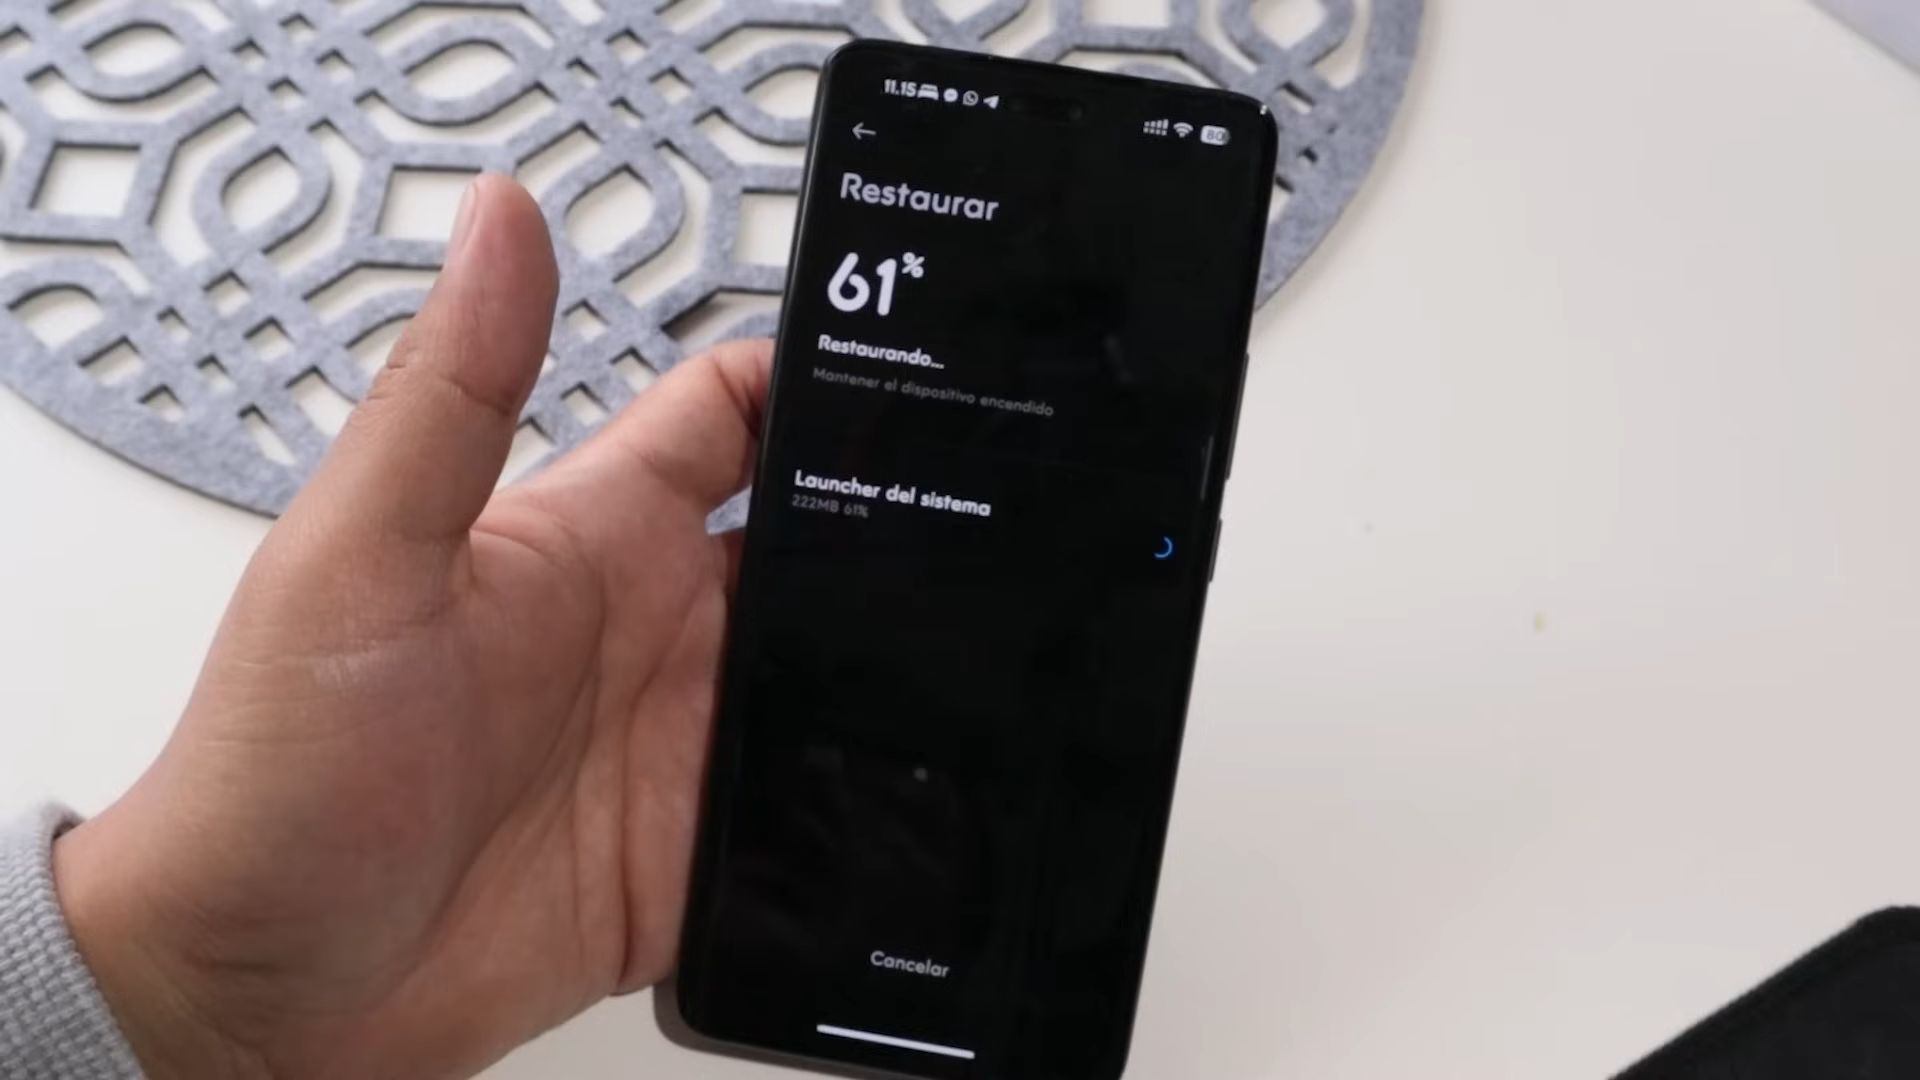 11.15
80
Restaurar
61%
Restaurando...
Mantener el dispositivo encendido
Launcher del sistema
222MB 61%
Cancelar